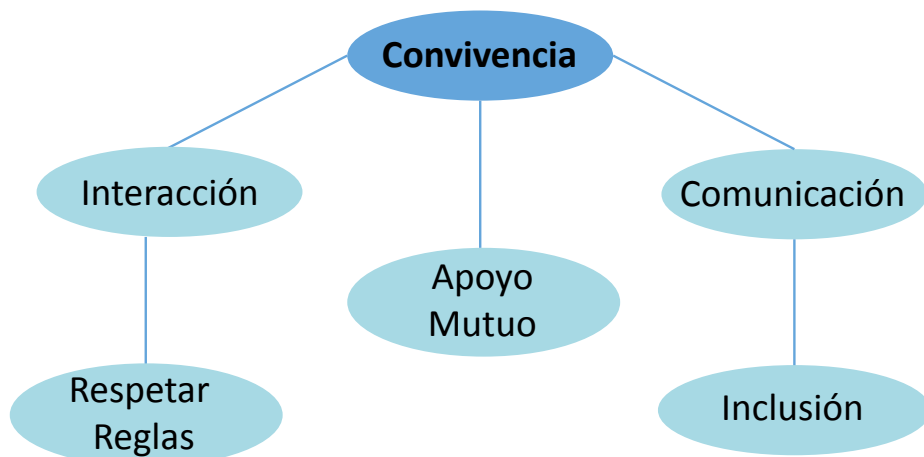 Convivencia
Interacción
Comunicación
Apoyo
Mutuo
Respetar
Reglas
Inclusión